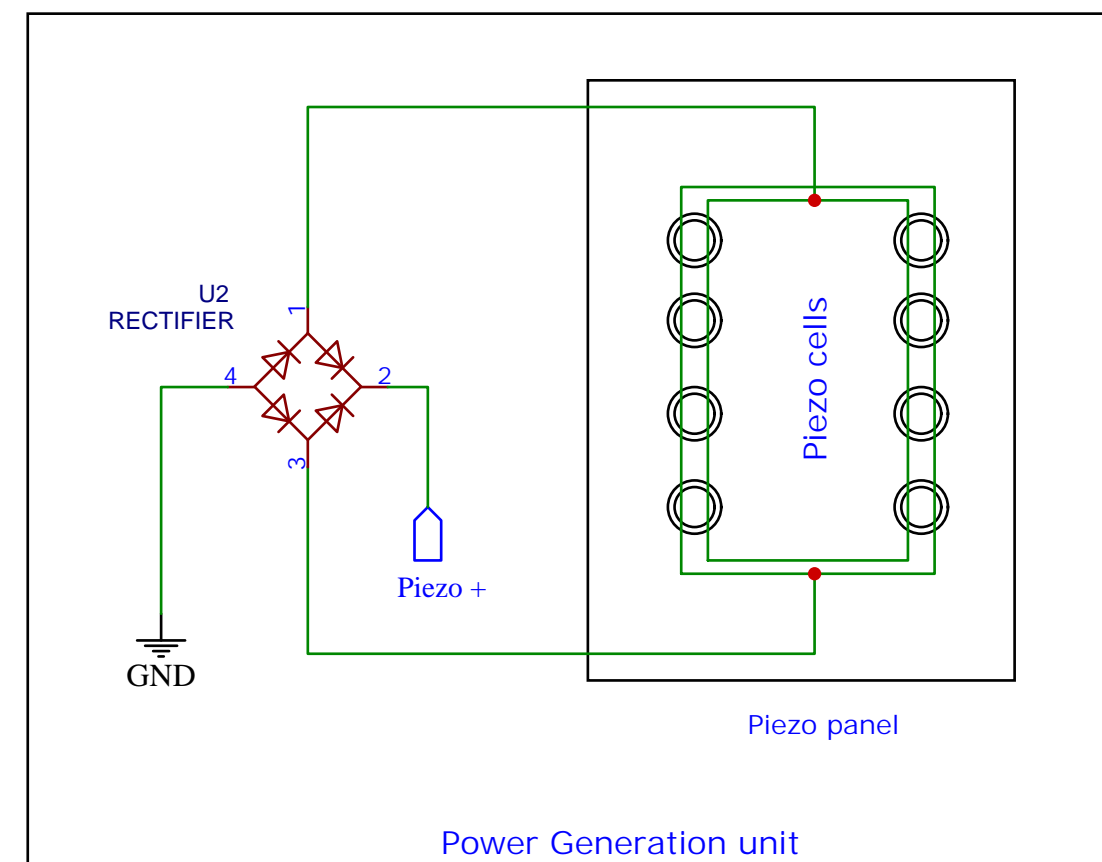 U2
RECTIFIER
1
4
2
3
Piezo cells
Piezo +
GND
Piezo panel
Power Generation unit